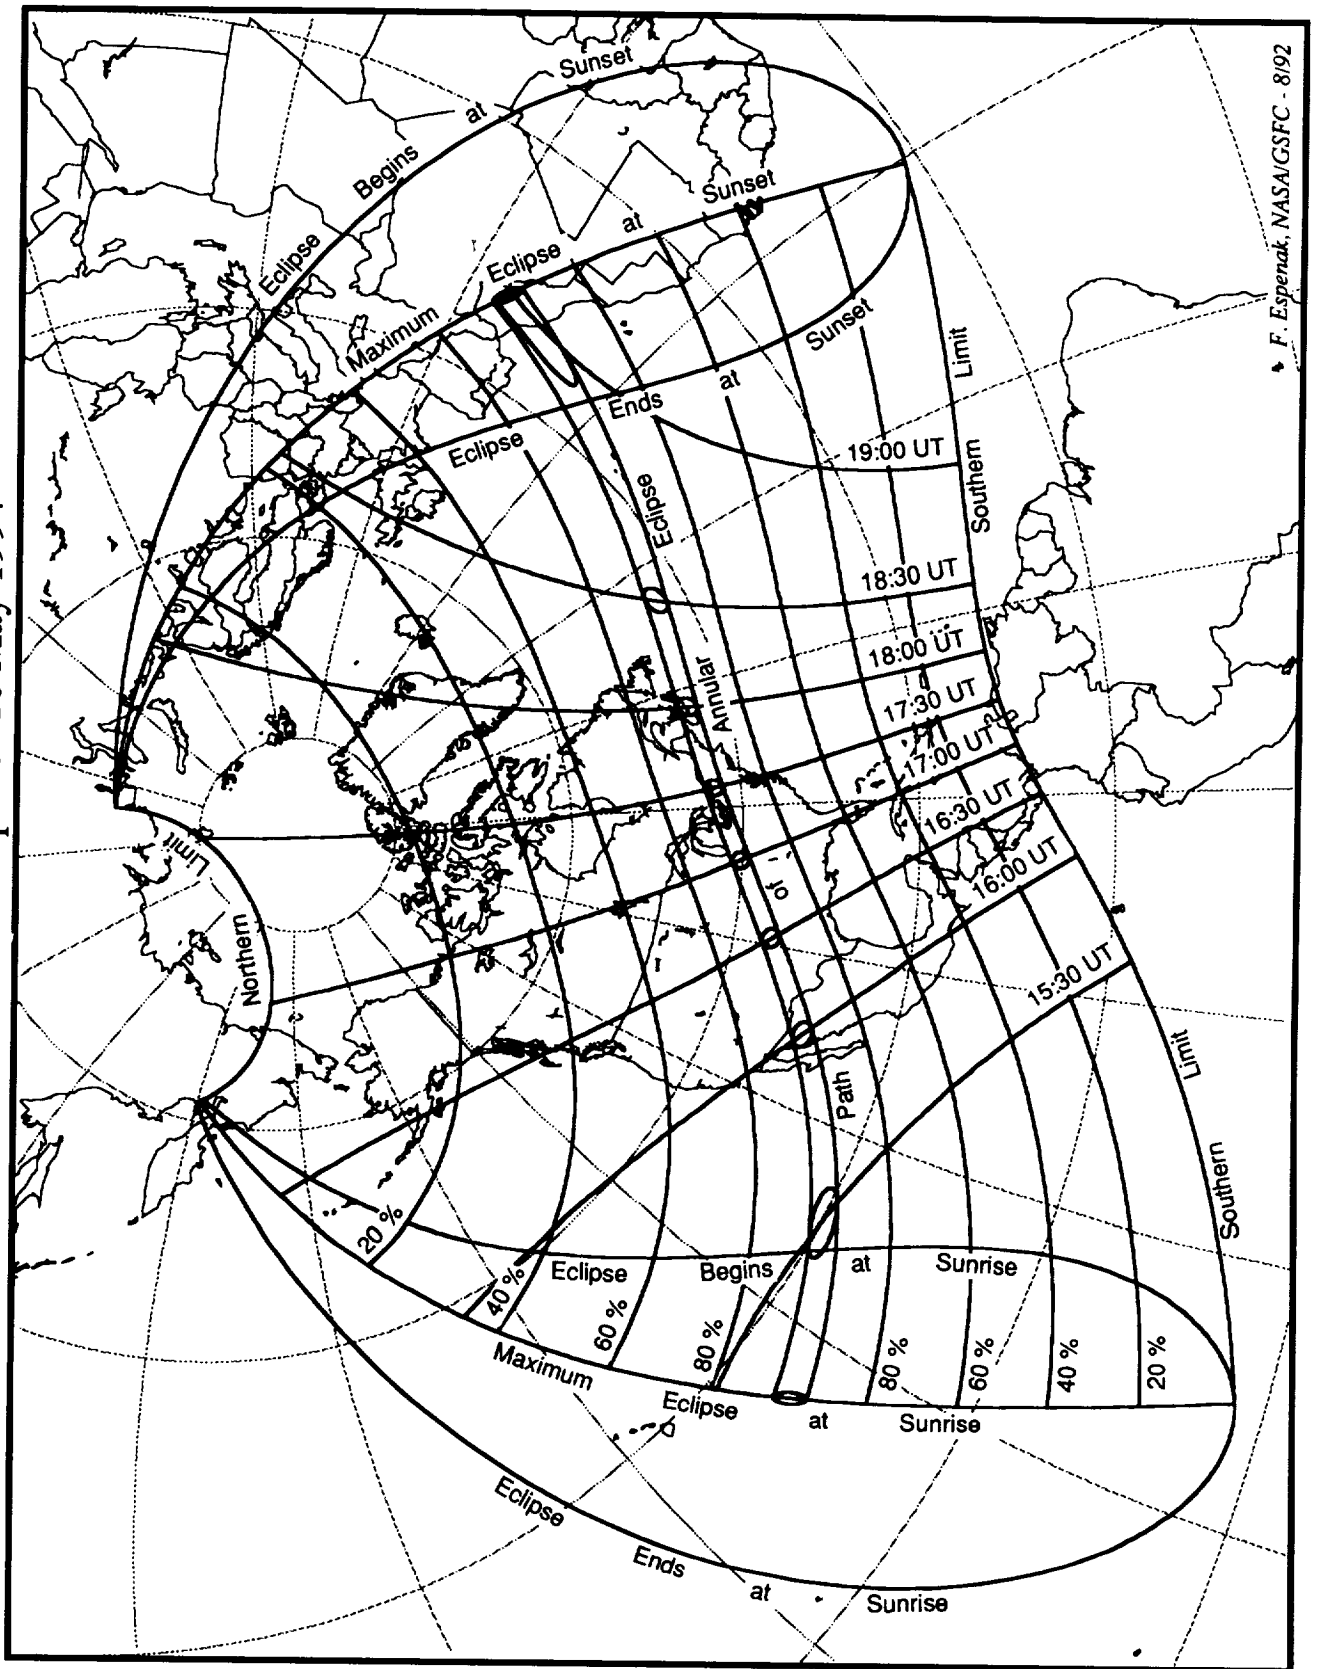 Eclipse Begins at Sunset
Maximum Eclipse at Sunset
Eclipse Ends at Sunset
Northern Limit
Southern Limit
Path of Annular Eclipse
19:00 UT
18:30 UT
18:00 UT
17:30 UT
17:00 UT
16:30 UT
16:00 UT
15:30 UT
Southern Limit
Eclipse Begins at Sunrise
20 %
40 %
60 %
80 %
80 %
60 %
40 %
20 %
Maximum Eclipse at Sunrise
Eclipse Ends at Sunrise
F. Espenak, NASA/GSFC - 8/92